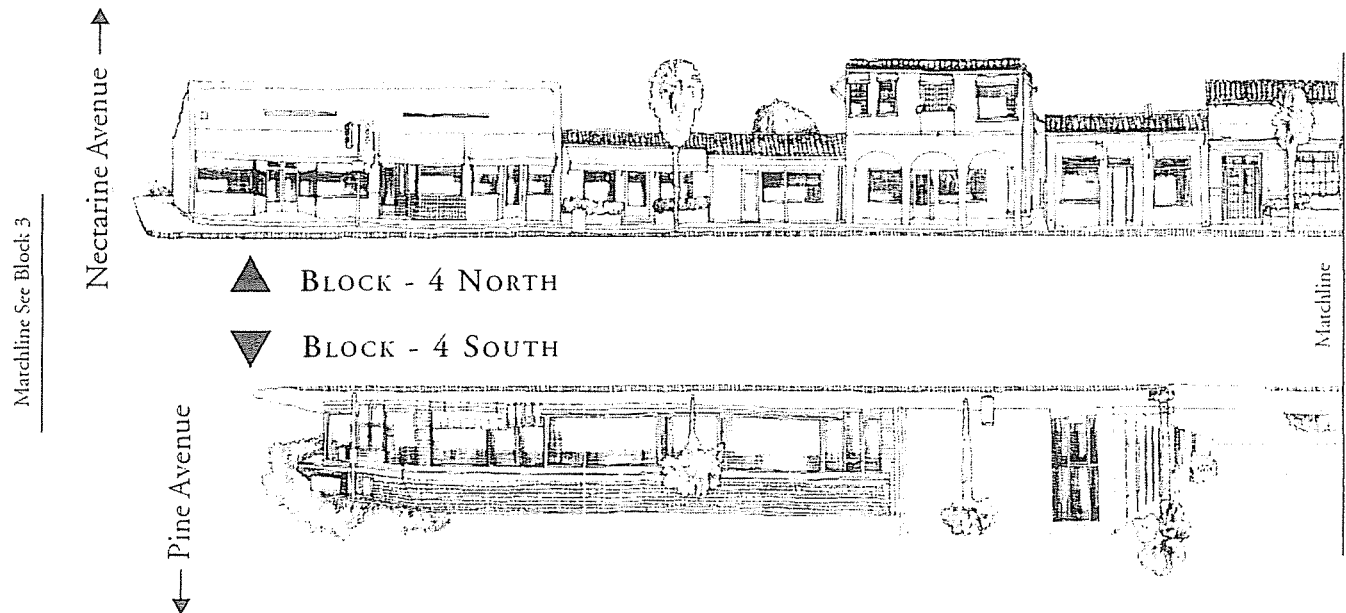 Nectarine Avenue
Matchline See Block 3
BLOCK - 4 NORTH
BLOCK - 4 SOUTH
Matchline
Pine Avenue